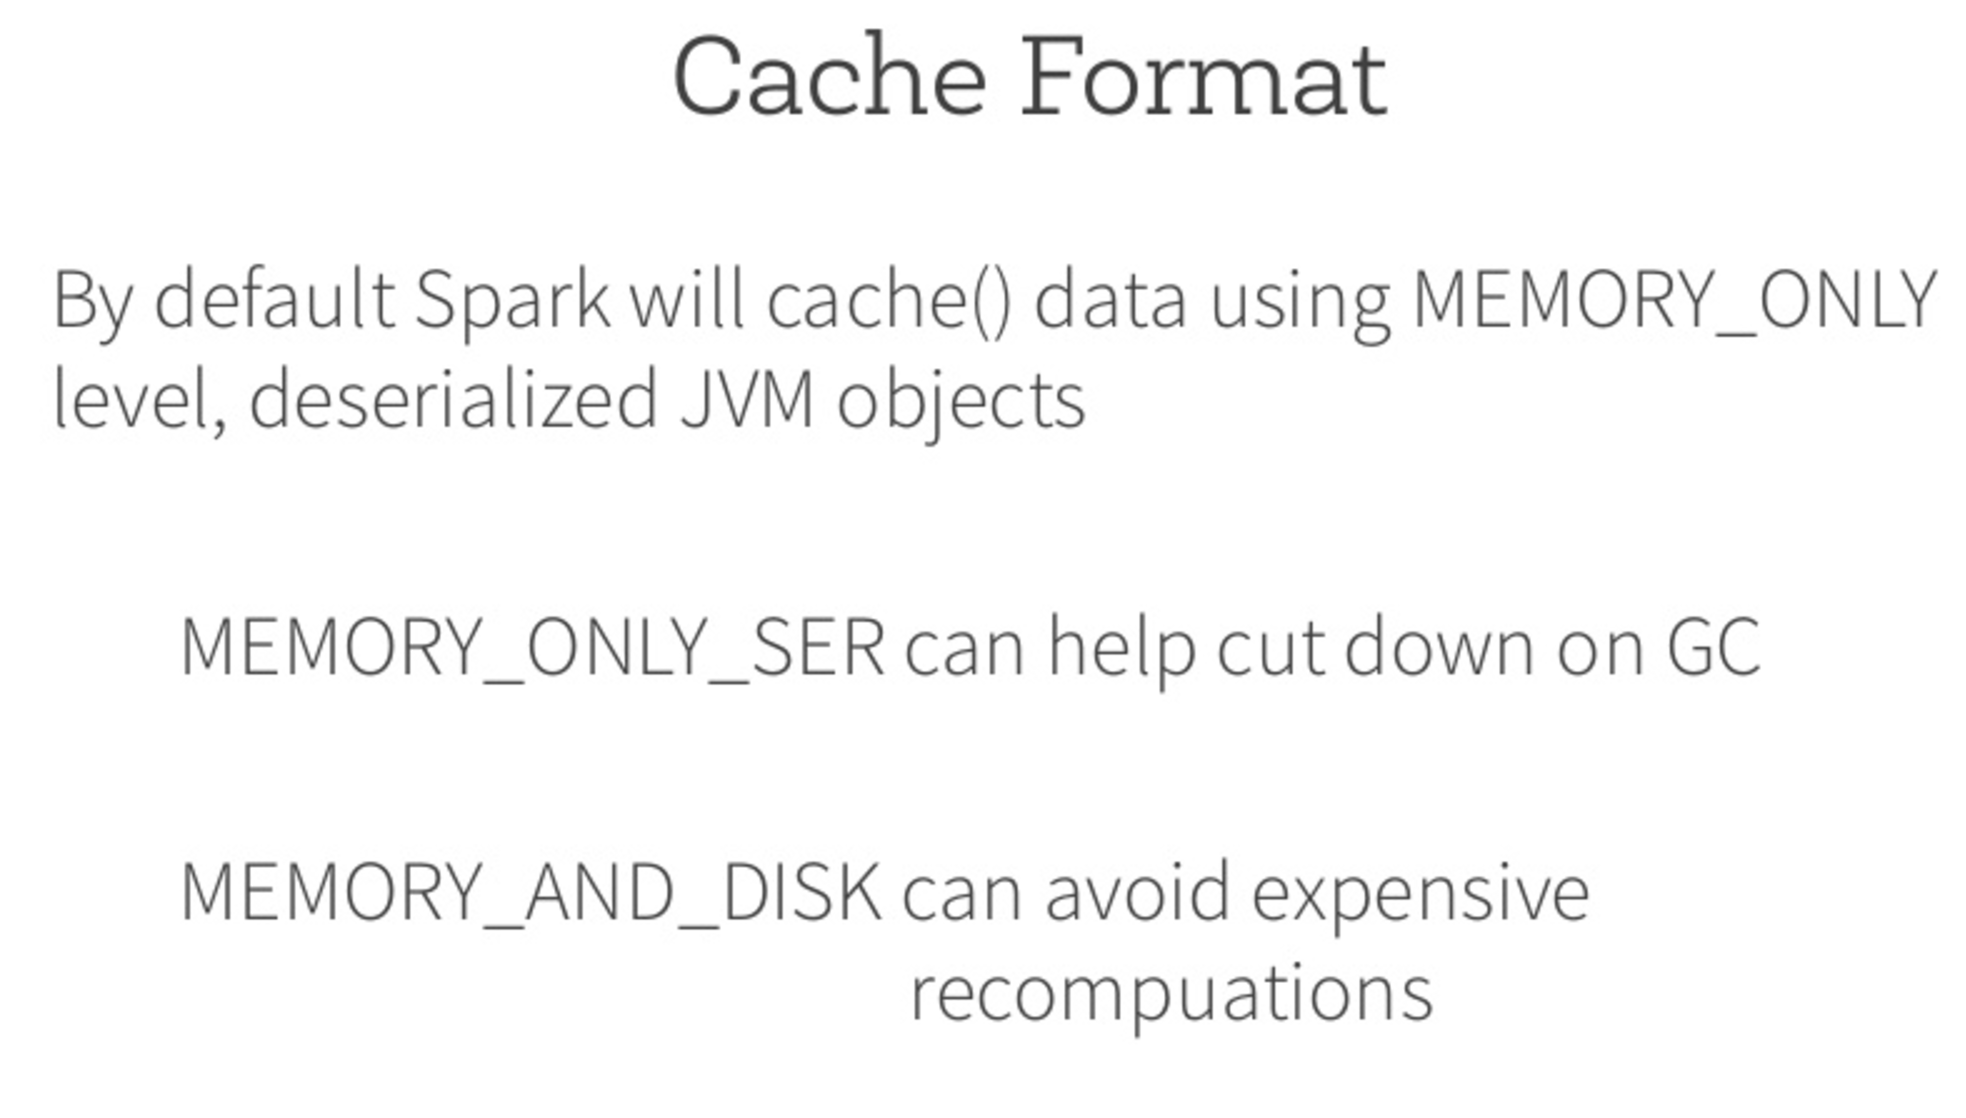 Cache Format
By default Spark will cache() data using MEMORY_ONLY
level, deserialized JVM objects
MEMORY_ONLY_SER can help cut down on GC
MEMORY_AND_DISK can avoid expensive
recompuations